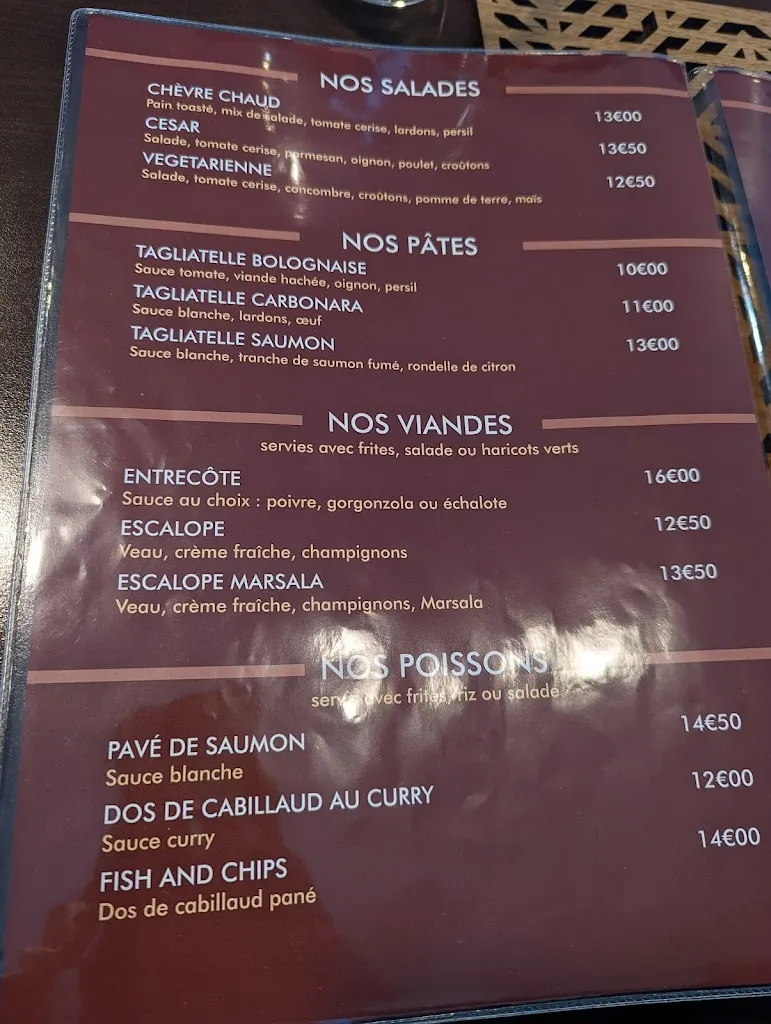 NOS SALADES
CHÈVRE CHAUD 13€00
Pain toasté, mix de salade, tomate cerise, lardons, persil
CESAR 13€50
Salade, tomate cerise, parmesan, oignon, poulet, croûtons
VEGETARIENNE 12€50
Salade, tomate cerise, concombre, croûtons, pomme de terre, maïs
NOS PÂTES
TAGLIATELLE BOLOGNAISE 10€00
Sauce tomate, viande hachée, oignon, persil
TAGLIATELLE CARBONARA 11€00
Sauce blanche, lardons, œuf
TAGLIATELLE SAUMON 13€00
Sauce blanche, tranche de saumon fumé, rondelle de citron
NOS VIANDES
servies avec frites, salade ou haricots verts
ENTRECÔTE 16€00
Sauce au choix : poivre, gorgonzola ou échalote
ESCALOPE 12€50
Veau, crème fraîche, champignons
ESCALOPE MARSALA 13€50
Veau, crème fraîche, champignons, Marsala
NOS POISSONS
avec frites, riz ou salade
PAVÉ DE SAUMON 14€50
Sauce blanche
DOS DE CABILLAUD AU CURRY 12€00
Sauce curry
FISH AND CHIPS 14€00
Dos de cabillaud pané